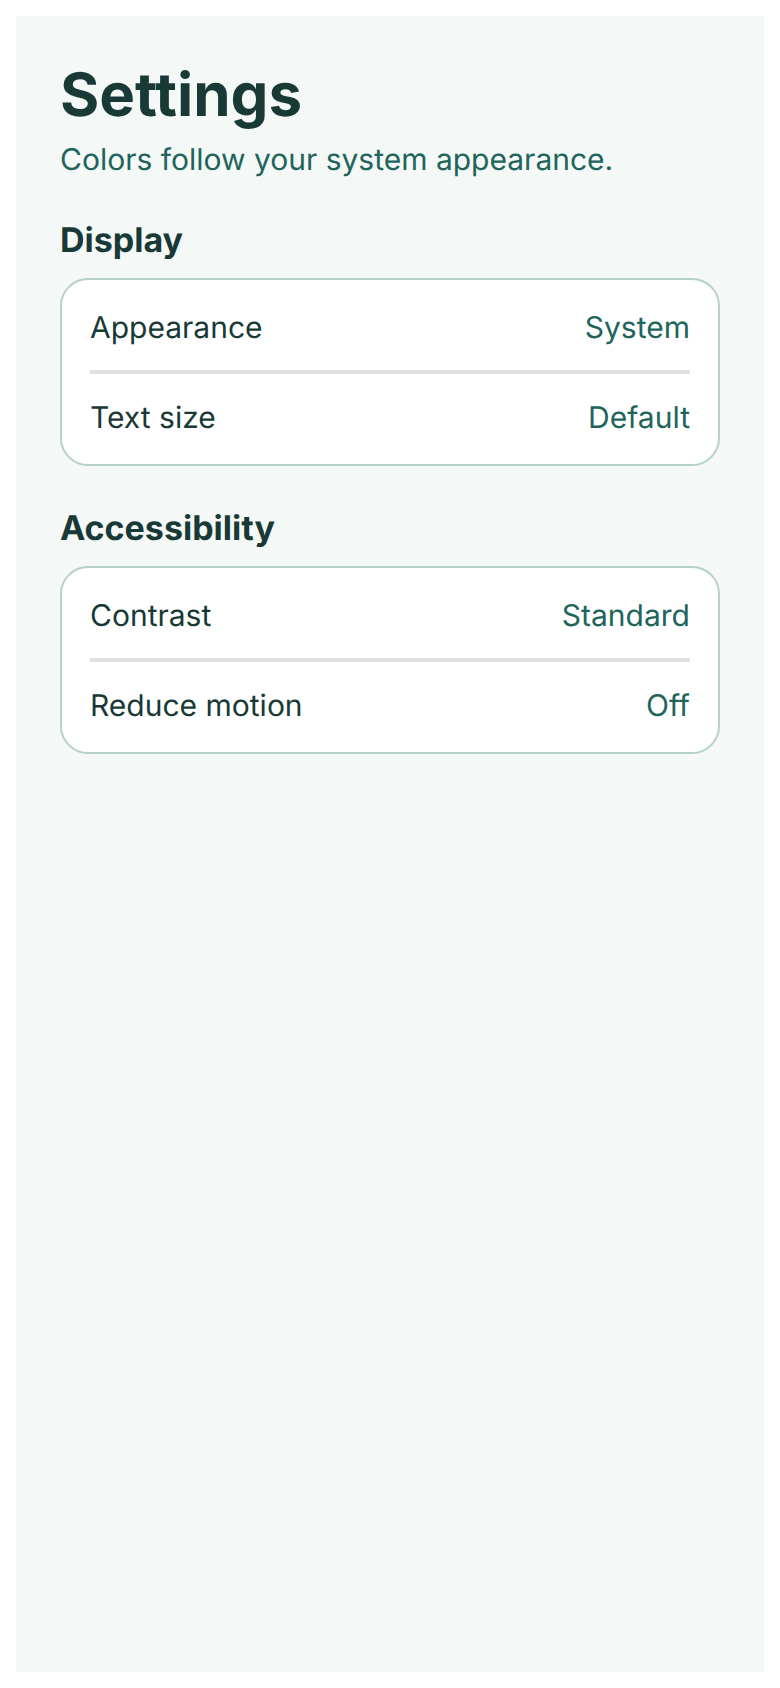 Settings
Colors follow your system appearance.
Display
Appearance System
Text size Default
Accessibility
Contrast Standard
Reduce motion Off